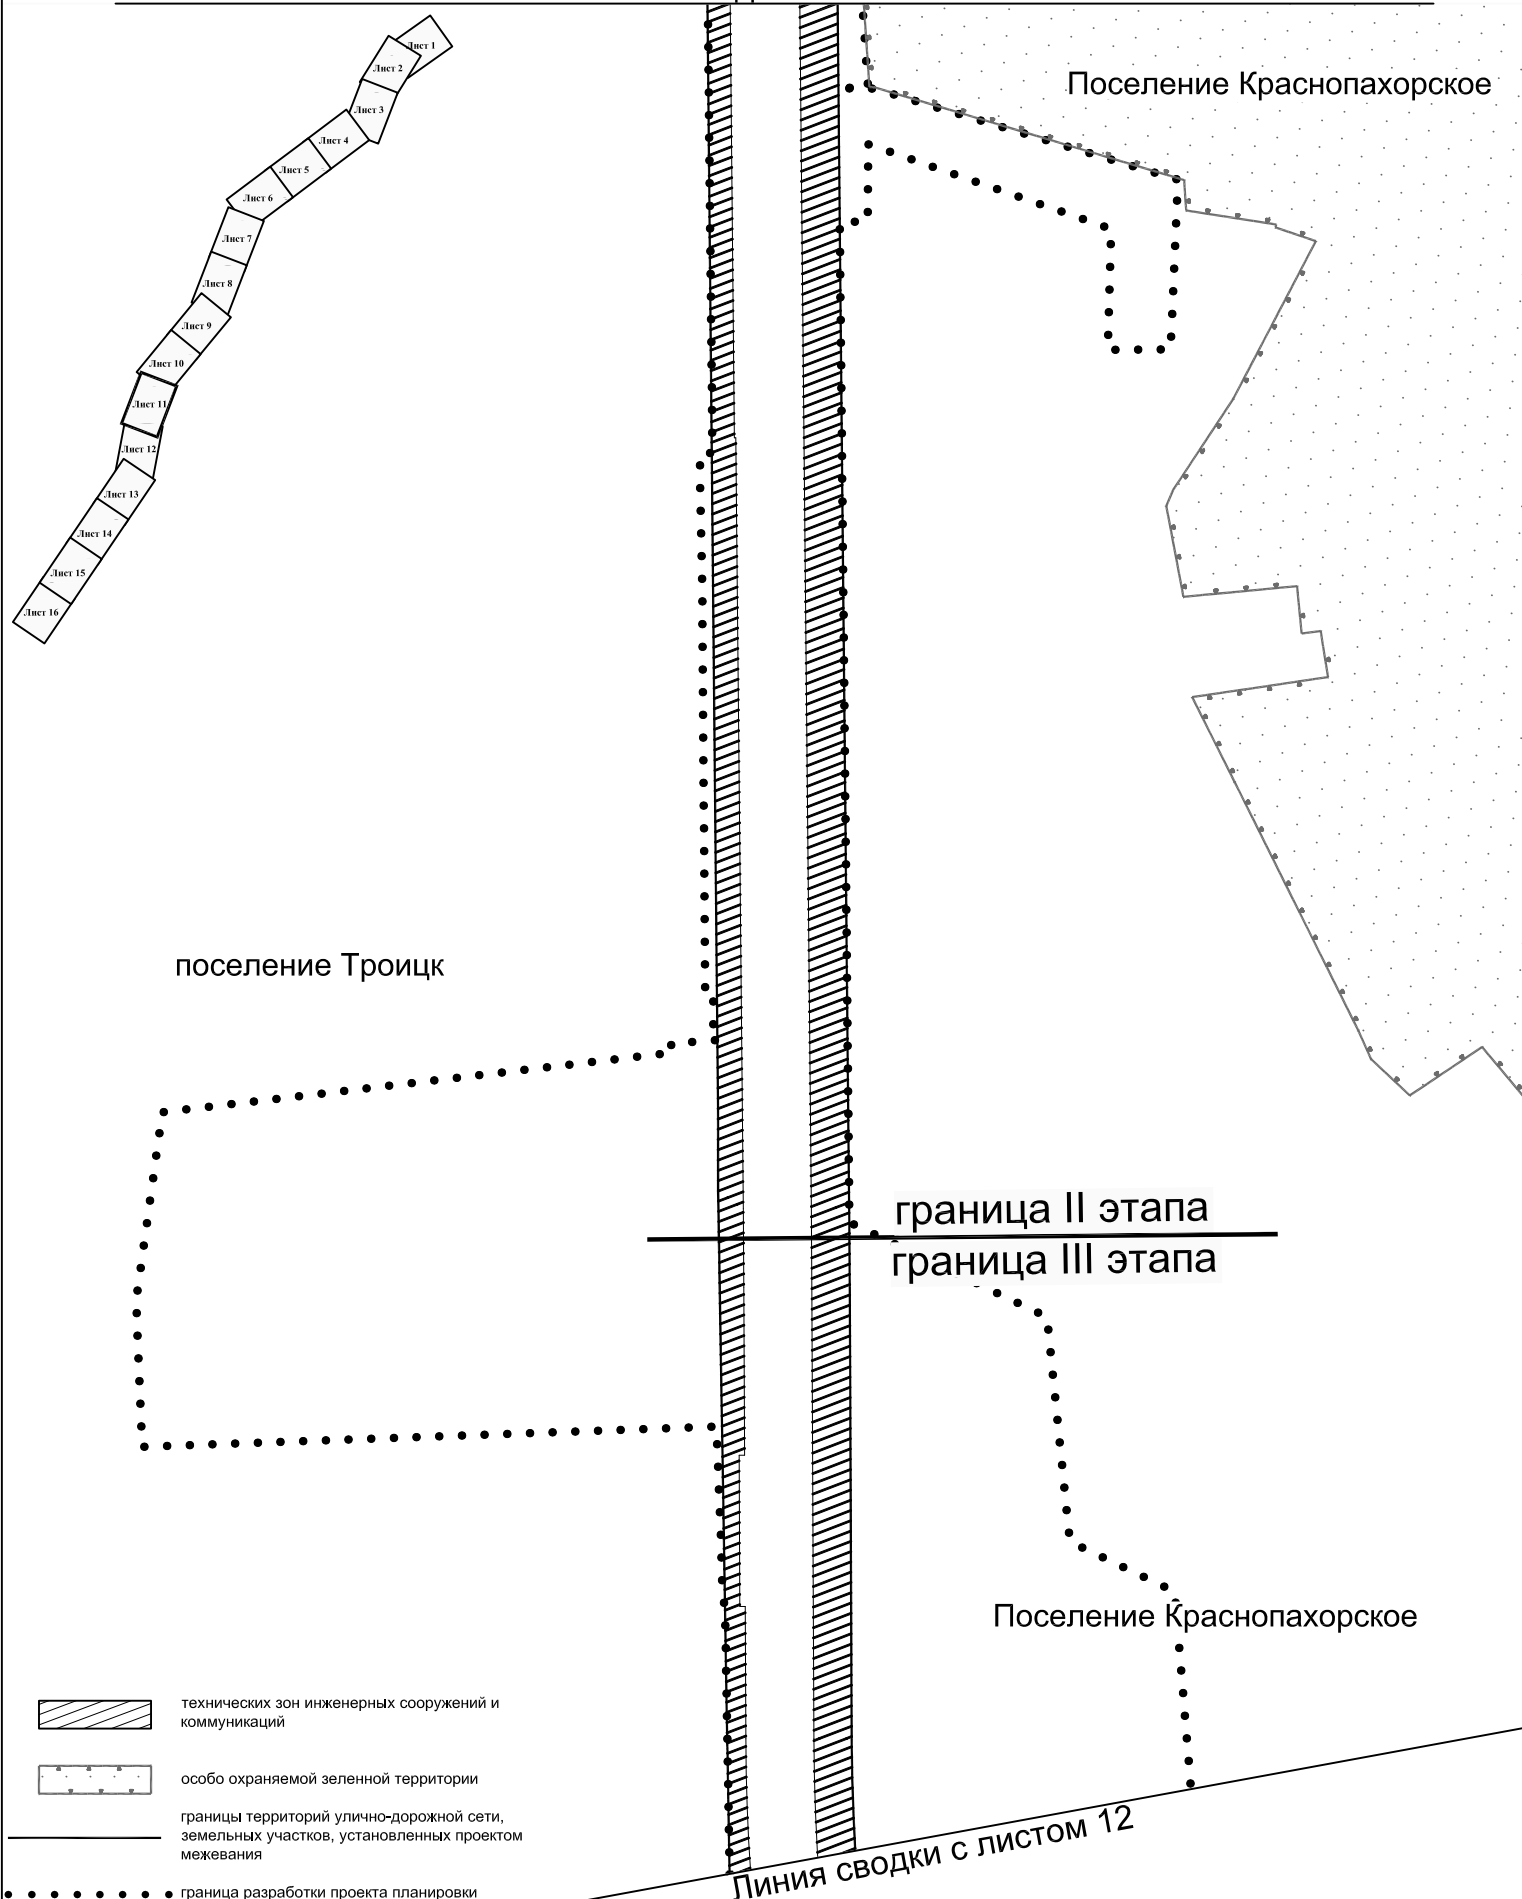 Лист 1
Лист 2
Лист 3
Лист 4
Лист 5
Лист 6
Лист 7
Лист 8
Лист 9
Лист 10
Лист 11
Лист 12
Лист 13
Лист 14
Лист 15
Лист 16
Поселение Краснопахорское
поселение Троицк
граница II этапа
граница III этапа
Поселение Краснопахорское
технических зон инженерных сооружений и
коммуникаций
особо охраняемой зеленной территории
границы территорий улично-дорожной сети,
земельных участков, установленных проектом
межевания
граница разработки проекта планировки
Линия сводки с листом 12